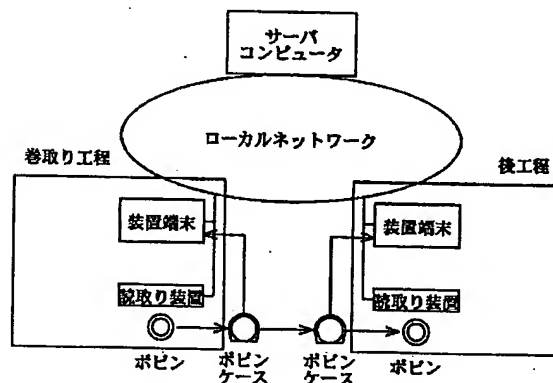 サーバ
コンピュータ
ローカルネットワーク
巻取り工程
後工程
装置端末
装置端末
読取り装置
読取り装置
ボビン
ボビン
ケース
ボビン
ケース
ボビン